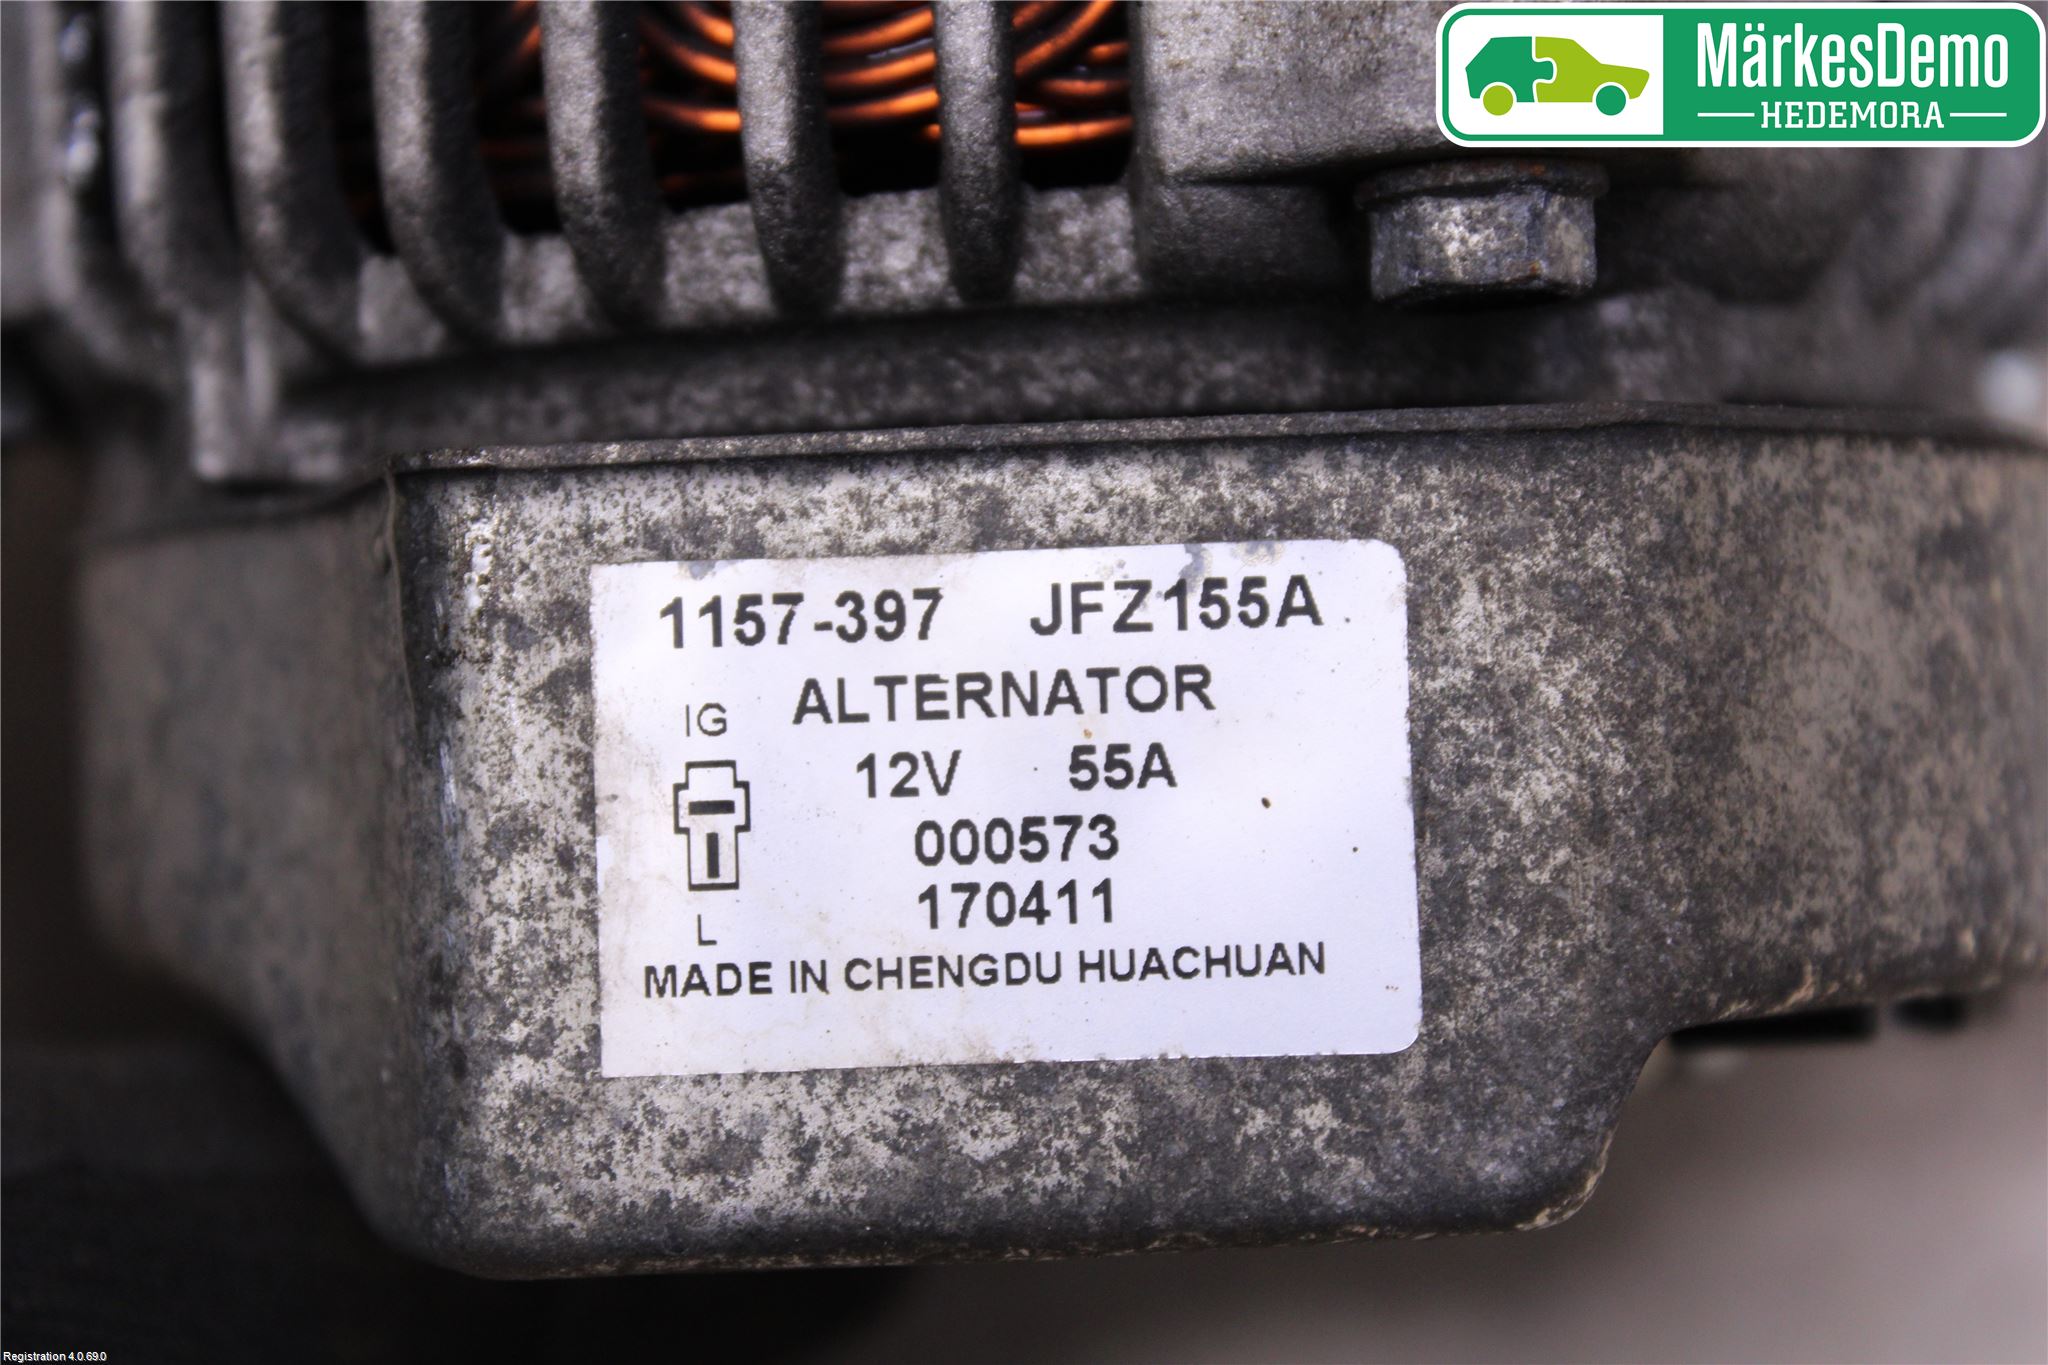 MärkesDemo
HEDEMORA
1157-397 JFZ155A
IG ALTERNATOR
12V 55A
000573
170411
L
MADE IN CHENGDU HUACHUAN
Registration 4.0.69.0